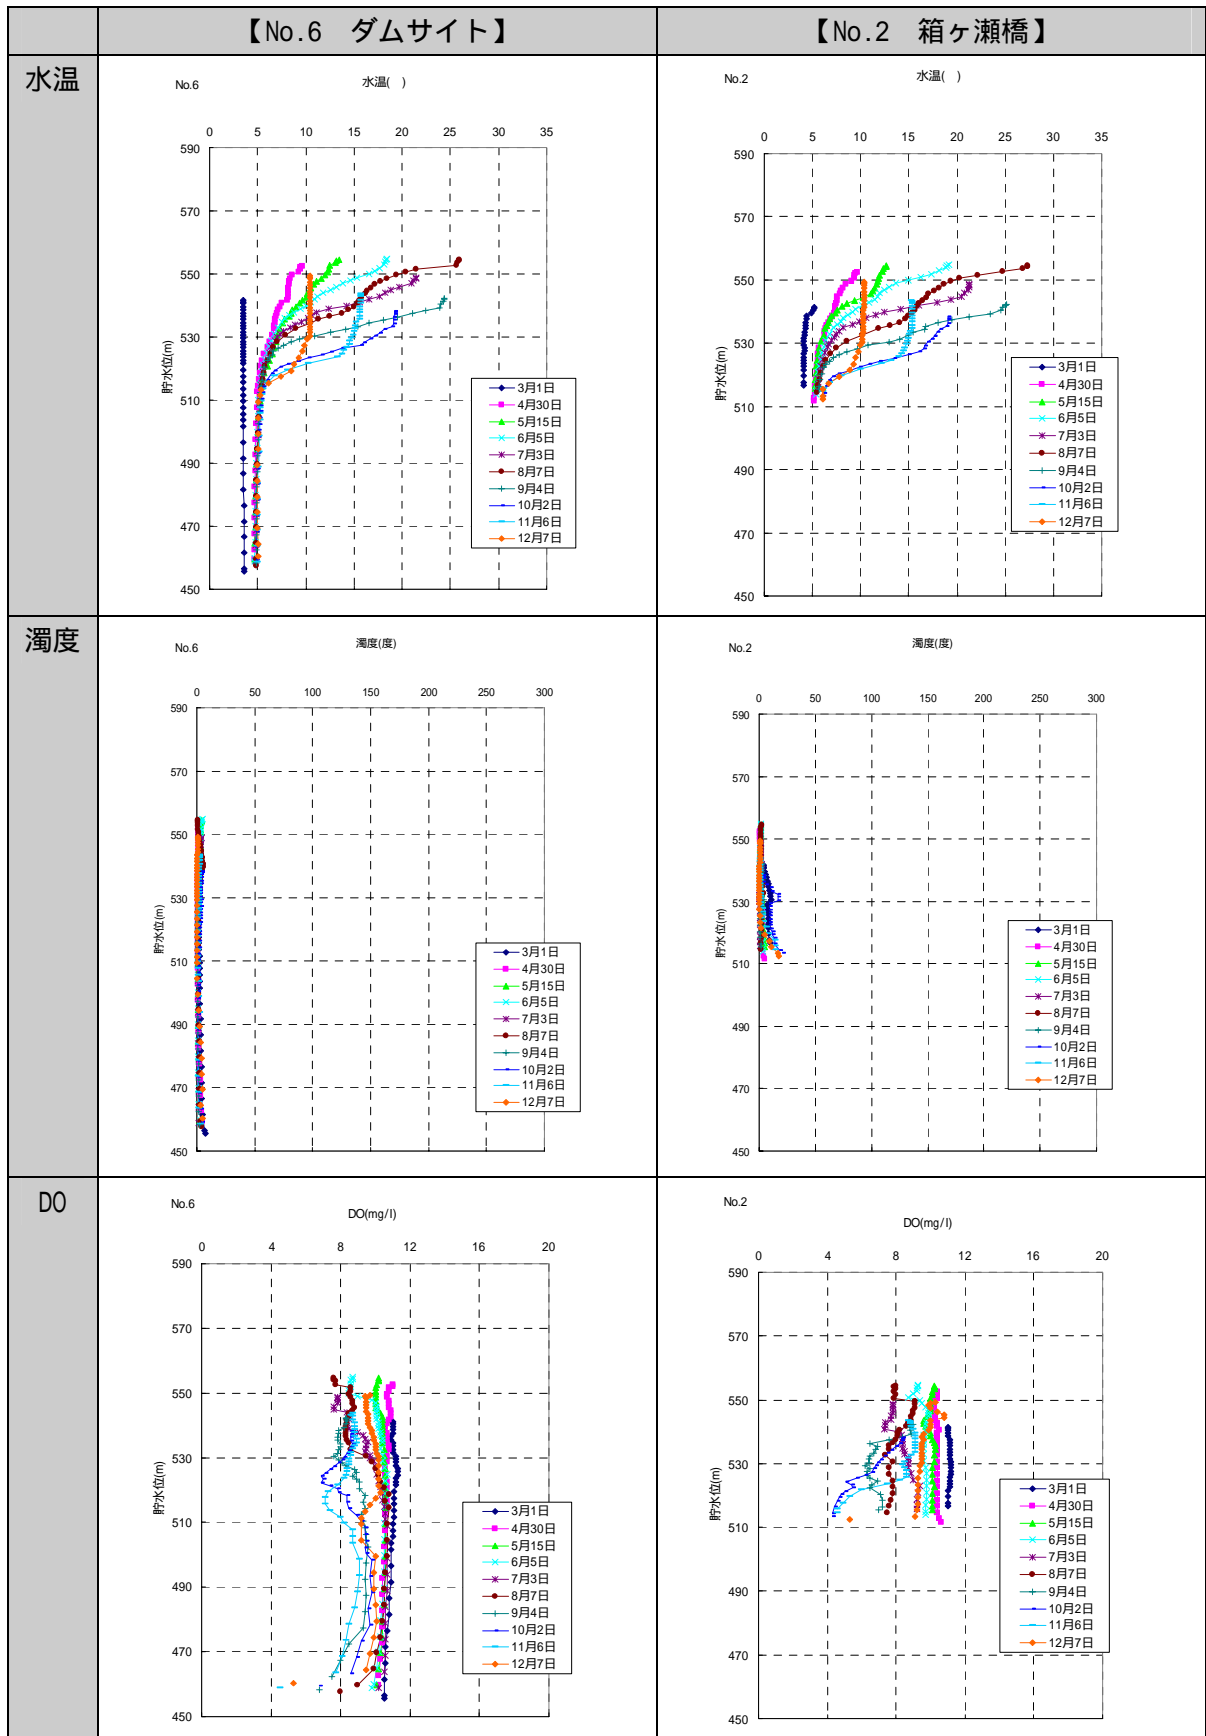 【No.6　ダムサイト】
【No.2　箱ヶ瀬橋】
水温
No.6
水温(　)
0 5 10 15 20 25 30 35
590
570
550
530
510
490
470
450
貯水位(m)
3月1日
4月30日
5月15日
6月5日
7月3日
8月7日
9月4日
10月2日
11月6日
12月7日
No.2
水温(　)
0 5 10 15 20 25 30 35
590
570
550
530
510
490
470
450
貯水位(m)
3月1日
4月30日
5月15日
6月5日
7月3日
8月7日
9月4日
10月2日
11月6日
12月7日
濁度
No.6
濁度(度)
0 50 100 150 200 250 300
590
570
550
530
510
490
470
450
貯水位(m)
3月1日
4月30日
5月15日
6月5日
7月3日
8月7日
9月4日
10月2日
11月6日
12月7日
No.2
濁度(度)
0 50 100 150 200 250 300
590
570
550
530
510
490
470
450
貯水位(m)
3月1日
4月30日
5月15日
6月5日
7月3日
8月7日
9月4日
10月2日
11月6日
12月7日
DO
No.6
DO(mg/l)
0 4 8 12 16 20
590
570
550
530
510
490
470
450
貯水位(m)
3月1日
4月30日
5月15日
6月5日
7月3日
8月7日
9月4日
10月2日
11月6日
12月7日
No.2
DO(mg/l)
0 4 8 12 16 20
590
570
550
530
510
490
470
450
貯水位(m)
3月1日
4月30日
5月15日
6月5日
7月3日
8月7日
9月4日
10月2日
11月6日
12月7日